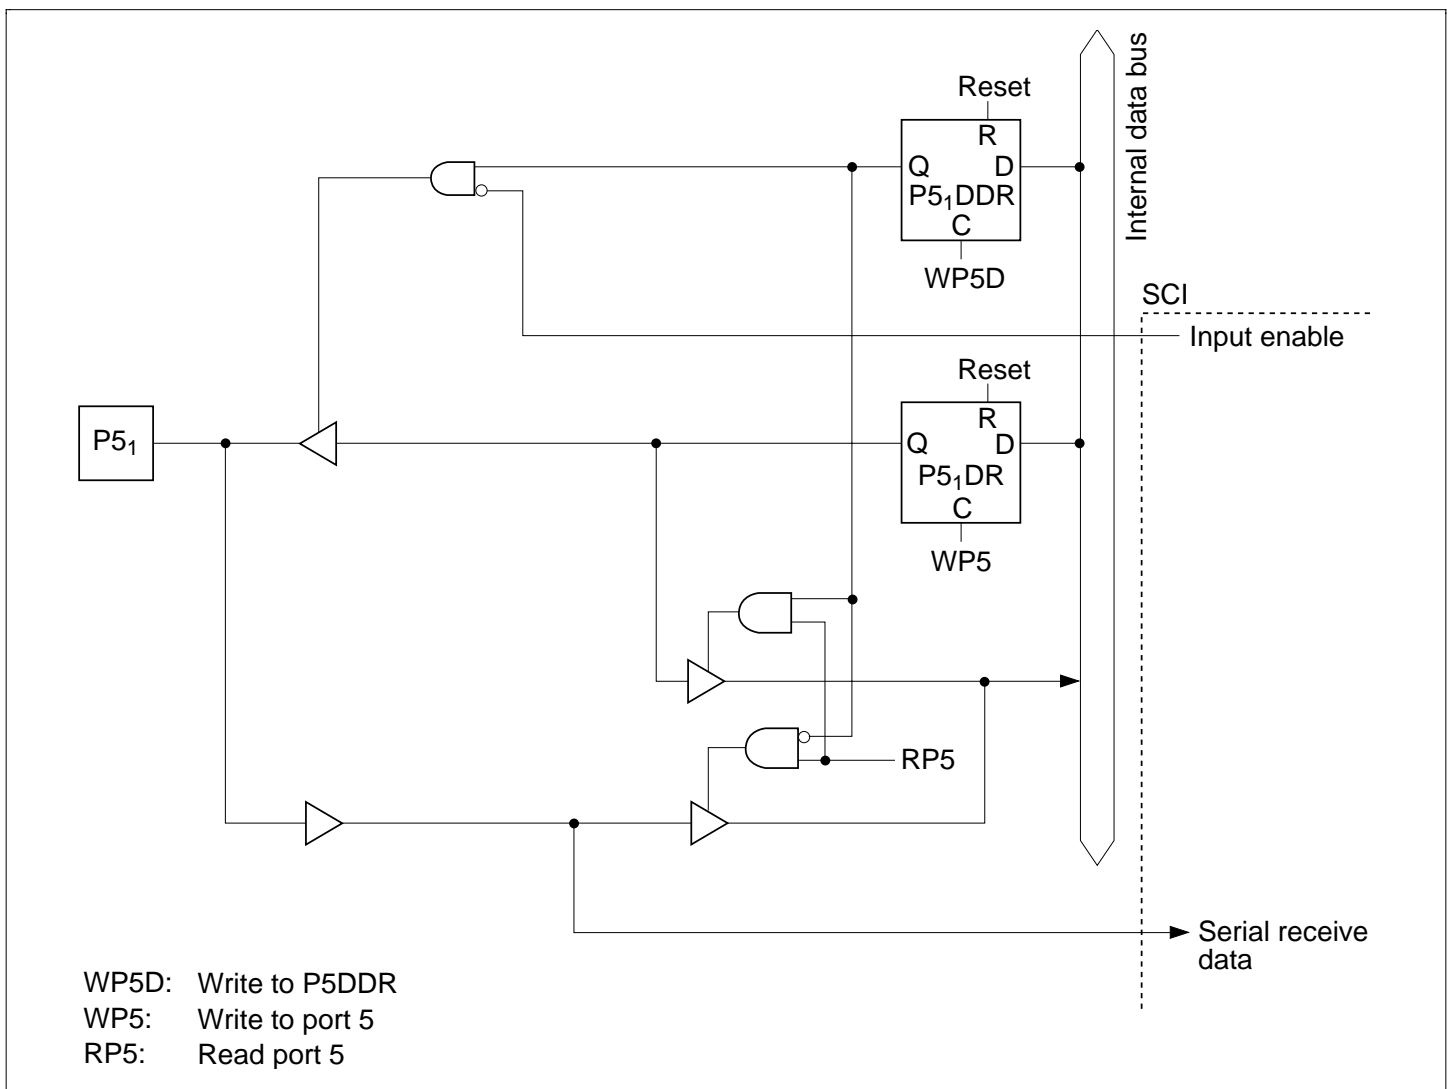 Internal data bus
Reset
R
Q D
P5₁DDR
C
WP5D
SCI
Input enable
Reset
R
Q D
P5₁DR
C
WP5
P5₁
RP5
Serial receive
data
WP5D: Write to P5DDR
WP5: Write to port 5
RP5: Read port 5